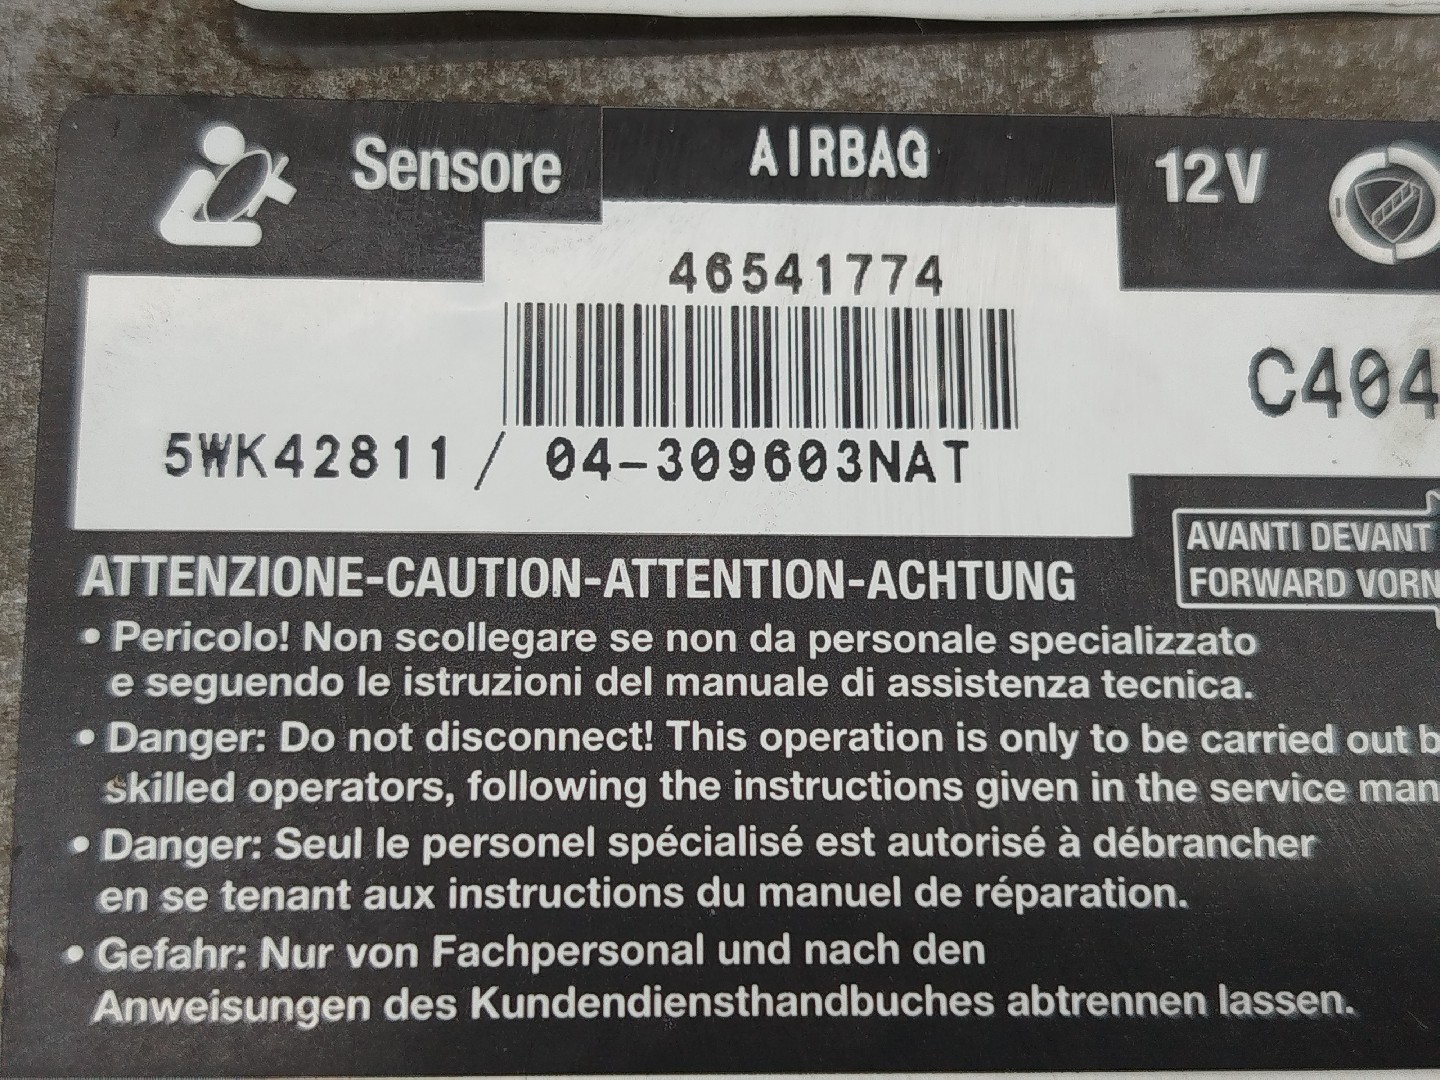 Sensore AIRBAG 12V
46541774
C404
5WK42811 / 04-309603NAT
AVANTI DEVANT
FORWARD VORN
ATTENZIONE-CAUTION-ATTENTION-ACHTUNG
• Pericolo! Non scollegare se non da personale specializzato
e seguendo le istruzioni del manuale di assistenza tecnica.
• Danger: Do not disconnect! This operation is only to be carried out b
skilled operators, following the instructions given in the service man
• Danger: Seul le personel spécialisé est autorisé à débrancher
en se tenant aux instructions du manuel de réparation.
• Gefahr: Nur von Fachpersonal und nach den
Anweisungen des Kundendiensthandbuches abtrennen lassen.